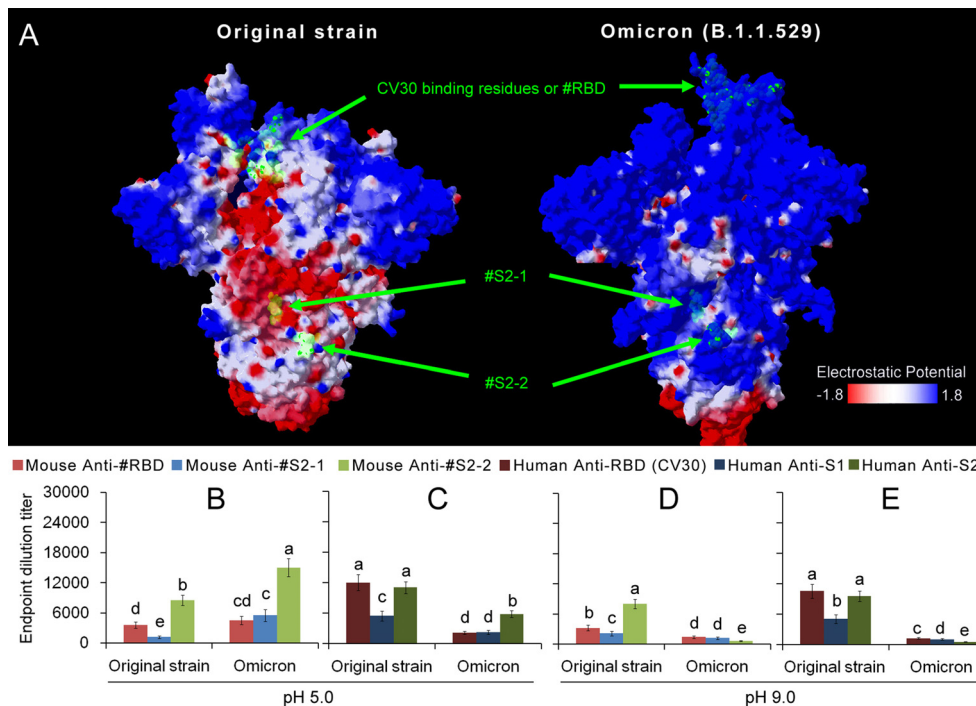 A
Original strain
Omicron (B.1.1.529)
CV30 binding residues or #RBD
#S2-1
#S2-2
Electrostatic Potential
-1.8 1.8
Mouse Anti-#RBD Mouse Anti-#S2-1 Mouse Anti-#S2-2 Human Anti-RBD (CV30) Human Anti-S1 Human Anti-S2
Endpoint dilution titer
30000
24000
18000
12000
6000
0
B
d e b cd c a
Original strain Omicron
C
a c a d d b
Original strain Omicron
pH 5.0
D
b c a d d e
Original strain Omicron
E
a b a c d e
Original strain Omicron
pH 9.0